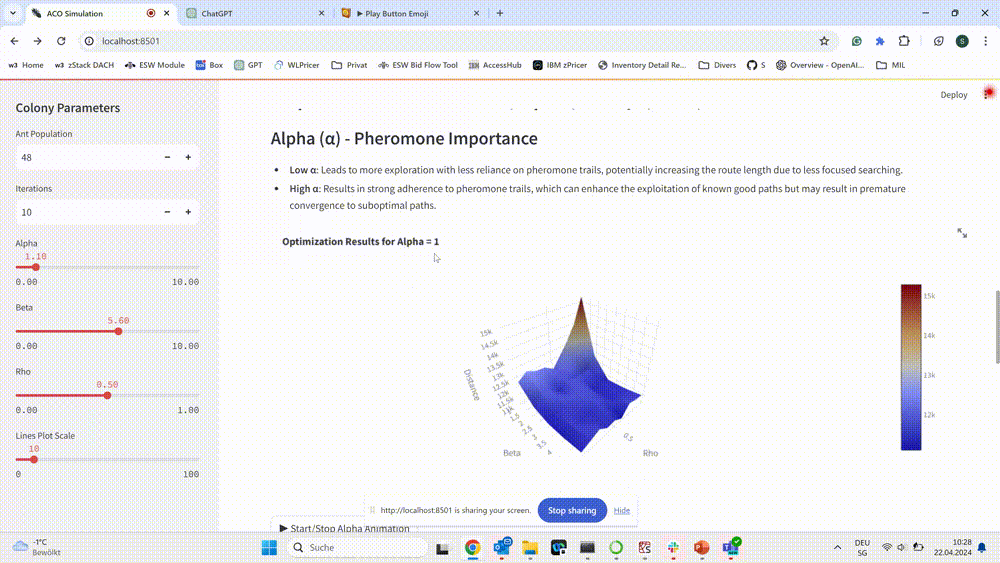 ACO Simulation
ChatGPT
▶ Play Button Emoji
localhost:8501
S
w3 Home
w3 zStack DACH
ESW Module
Box
GPT
WLPricer
Privat
ESW Bid Flow Tool
IBM AccessHub
IBM zPricer
Inventory Detail Re...
Divers
S
Overview - OpenAI...
MIL
Deploy
Colony Parameters
Ant Population
48
Iterations
10
Alpha
1.10
0.00 10.00
Beta
5.60
0.00 10.00
Rho
0.50
0.00 1.00
Lines Plot Scale
10
0 100
Alpha (α) - Pheromone Importance
• Low α: Leads to more exploration with less reliance on pheromone trails, potentially increasing the route length due to less focused searching.
• High α: Results in strong adherence to pheromone trails, which can enhance the exploitation of known good paths but may result in premature
convergence to suboptimal paths.
Optimization Results for Alpha = 1
15k
14.5k
14k
13.5k
13k
12.5k
12k
11.5k
11k
Distance
1.5
2
2.5
3
3.5
4
Beta
0.5
Rho
15k
14k
13k
12k
http://localhost:8501 is sharing your screen. Stop sharing Hide
▶ Start/Stop Alpha Animation
-1°C
Bewölkt
Suche
DEU
SG
10:28
22.04.2024